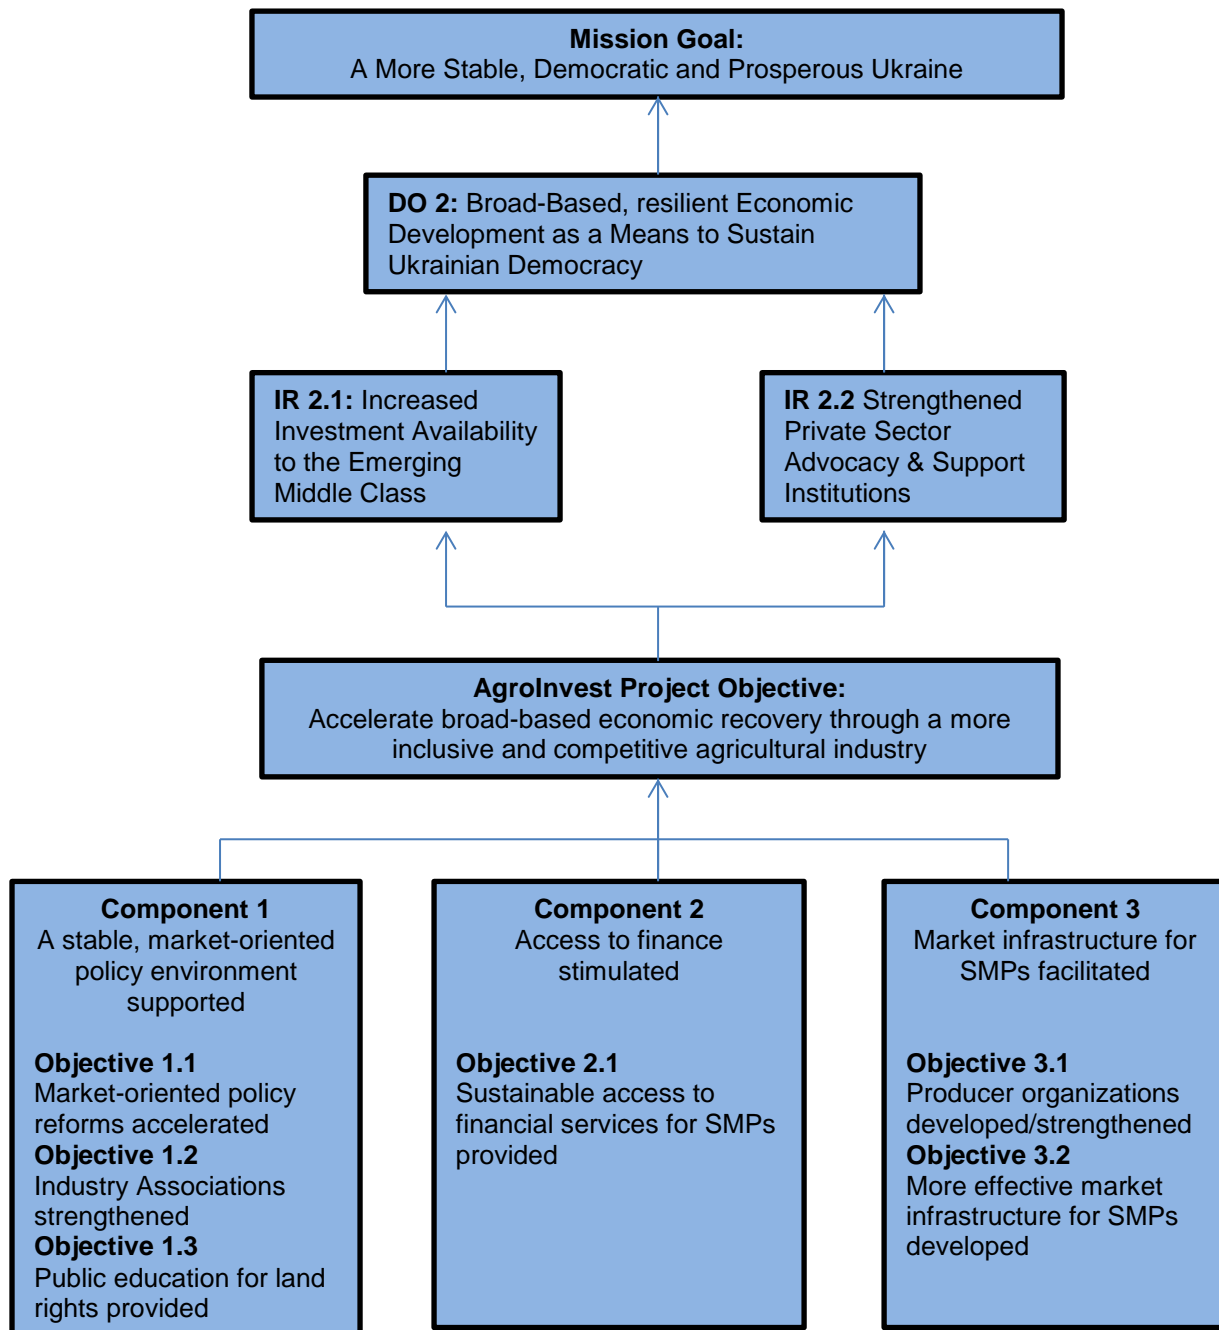 Mission Goal:
A More Stable, Democratic and Prosperous Ukraine
DO 2: Broad-Based, resilient Economic
Development as a Means to Sustain
Ukrainian Democracy
IR 2.1: Increased
Investment Availability
to the Emerging
Middle Class
IR 2.2 Strengthened
Private Sector
Advocacy & Support
Institutions
AgroInvest Project Objective:
Accelerate broad-based economic recovery through a more
inclusive and competitive agricultural industry
Component 1
A stable, market-oriented
policy environment
supported
Objective 1.1
Market-oriented policy
reforms accelerated
Objective 1.2
Industry Associations
strengthened
Objective 1.3
Public education for land
rights provided
Component 2
Access to finance
stimulated
Objective 2.1
Sustainable access to
financial services for SMPs
provided
Component 3
Market infrastructure for
SMPs facilitated
Objective 3.1
Producer organizations
developed/strengthened
Objective 3.2
More effective market
infrastructure for SMPs
developed